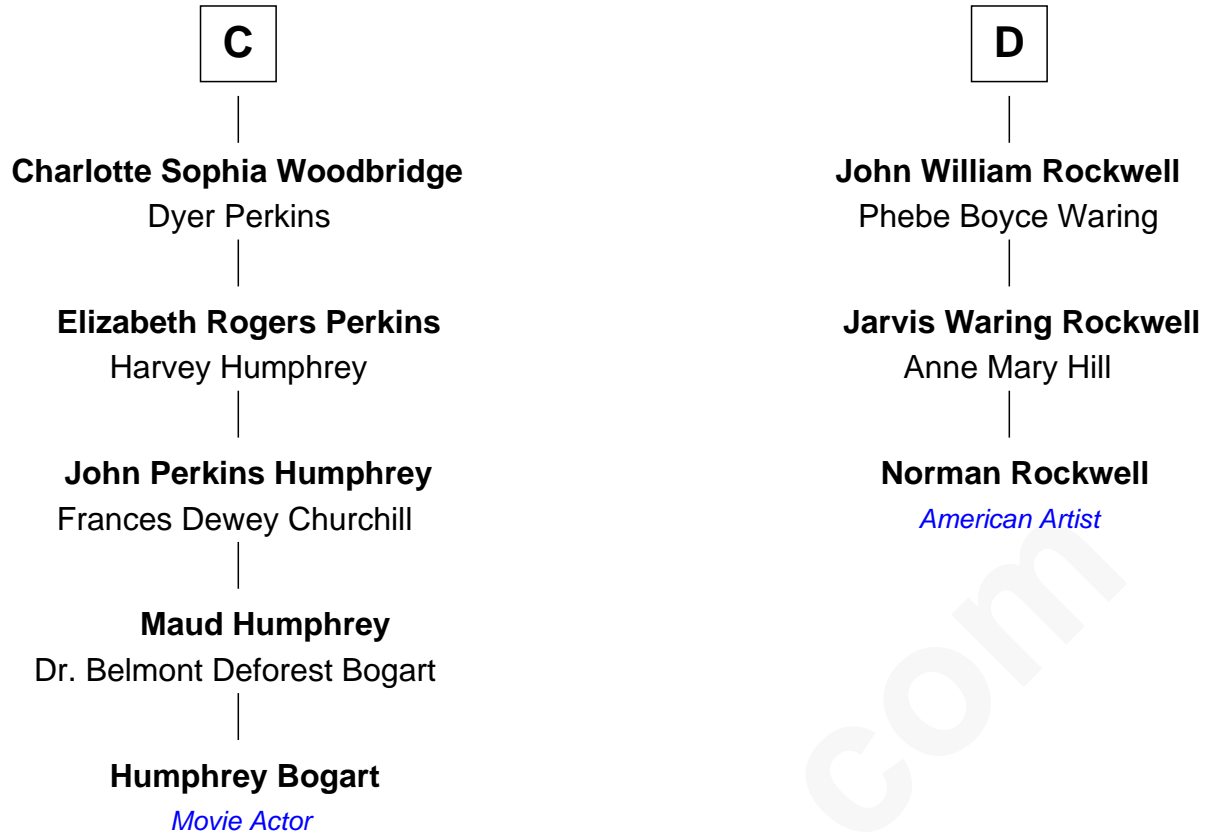 C
Charlotte Sophia Woodbridge
Dyer Perkins
Elizabeth Rogers Perkins
Harvey Humphrey
John Perkins Humphrey
Frances Dewey Churchill
Maud Humphrey
Dr. Belmont Deforest Bogart
Humphrey Bogart
Movie Actor
D
John William Rockwell
Phebe Boyce Waring
Jarvis Waring Rockwell
Anne Mary Hill
Norman Rockwell
American Artist
com